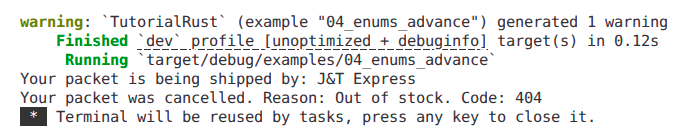 warning: `TutorialRust` (example "04_enums_advance") generated 1 warning
Finished `dev` profile [unoptimized + debuginfo] target(s) in 0.12s
Running `target/debug/examples/04_enums_advance`
Your packet is being shipped by: J&T Express
Your packet was cancelled. Reason: Out of stock. Code: 404
* Terminal will be reused by tasks, press any key to close it.